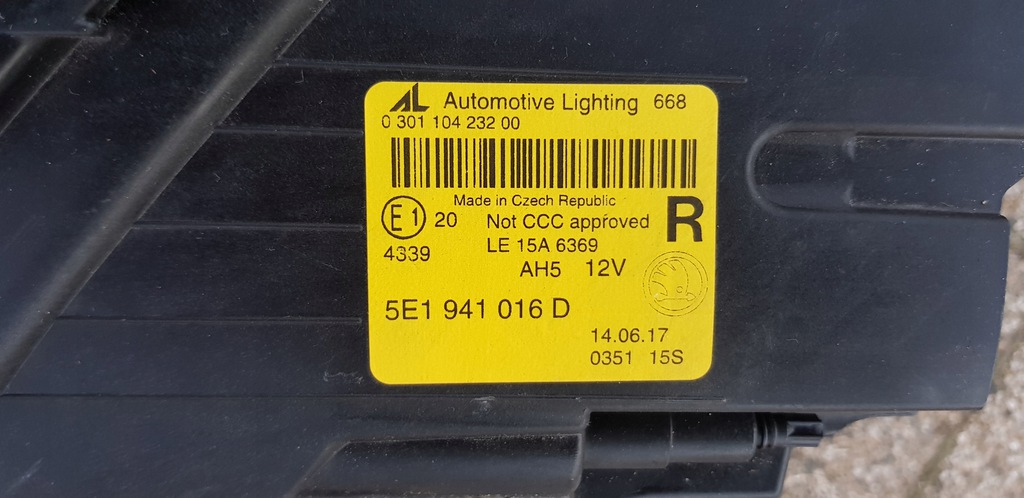 AL Automotive Lighting 668
0 301 104 232 00
Made in Czech Republic
E1 20 Not CCC approved R
4339 LE 15A 6369
AH5 12V
5E1 941 016 D
14.06.17
0351 15S